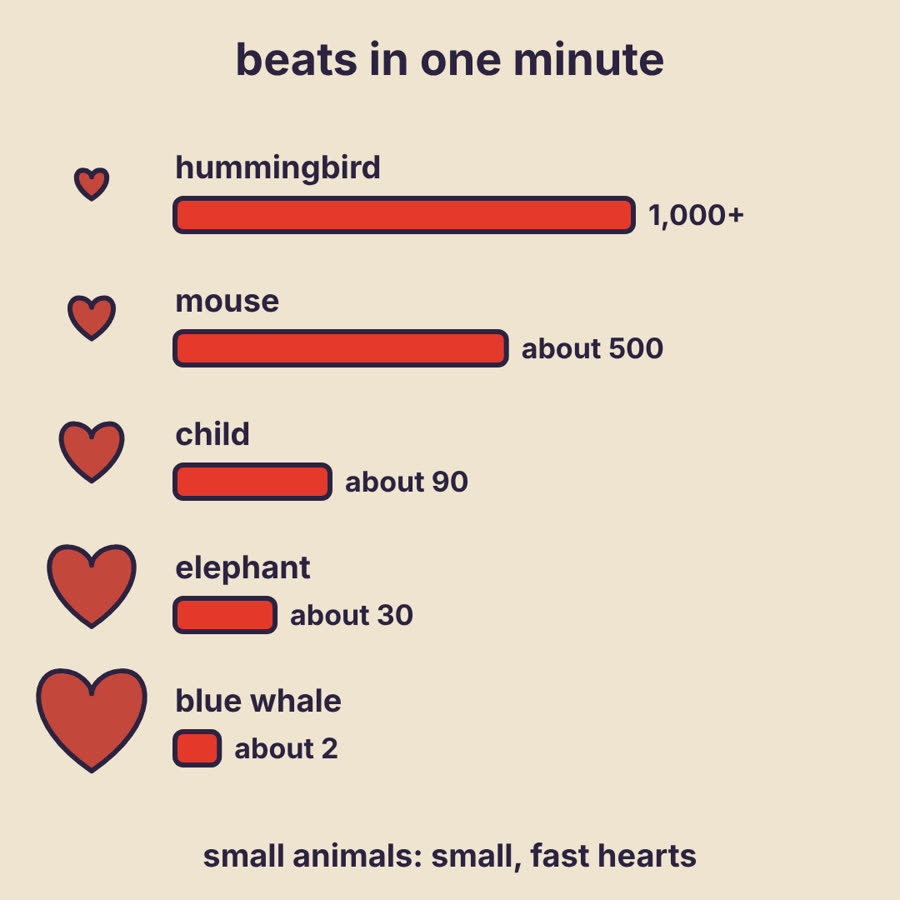 beats in one minute
hummingbird
1,000+
mouse
about 500
child
about 90
elephant
about 30
blue whale
about 2
small animals: small, fast hearts